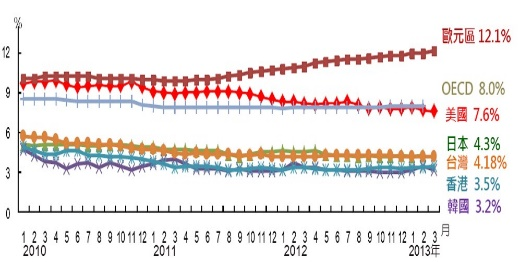 %
12
9
6
3
0
歐元區 12.1%
OECD 8.0%
美國 7.6%
日本 4.3%
台灣 4.18%
香港 3.5%
韓國 3.2%
1 2 3 4 5 6 7 8 9 10 11 12 1 2 3 4 5 6 7 8 9 10 11 12 1 2 3 4 5 6 7 8 9 10 11 12 1 2 3 月
2010 2011 2012 2013年